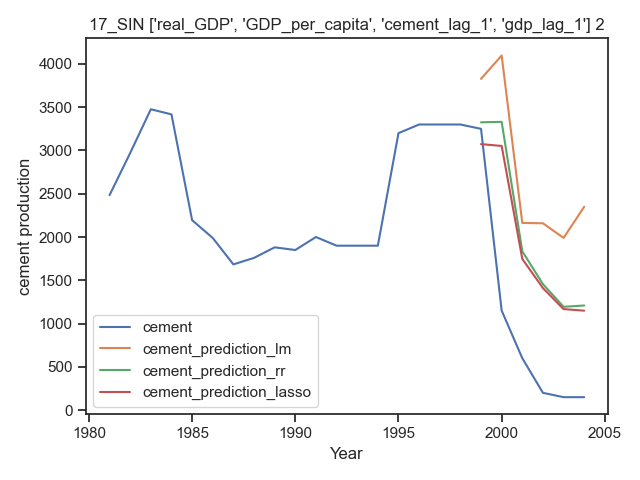 17_SIN ['real_GDP', 'GDP_per_capita', 'cement_lag_1', 'gdp_lag_1'] 2
4000
3500
3000
2500
2000
1500
1000
500
0
cement production
cement
cement_prediction_lm
cement_prediction_rr
cement_prediction_lasso
1980 1985 1990 1995 2000 2005
Year